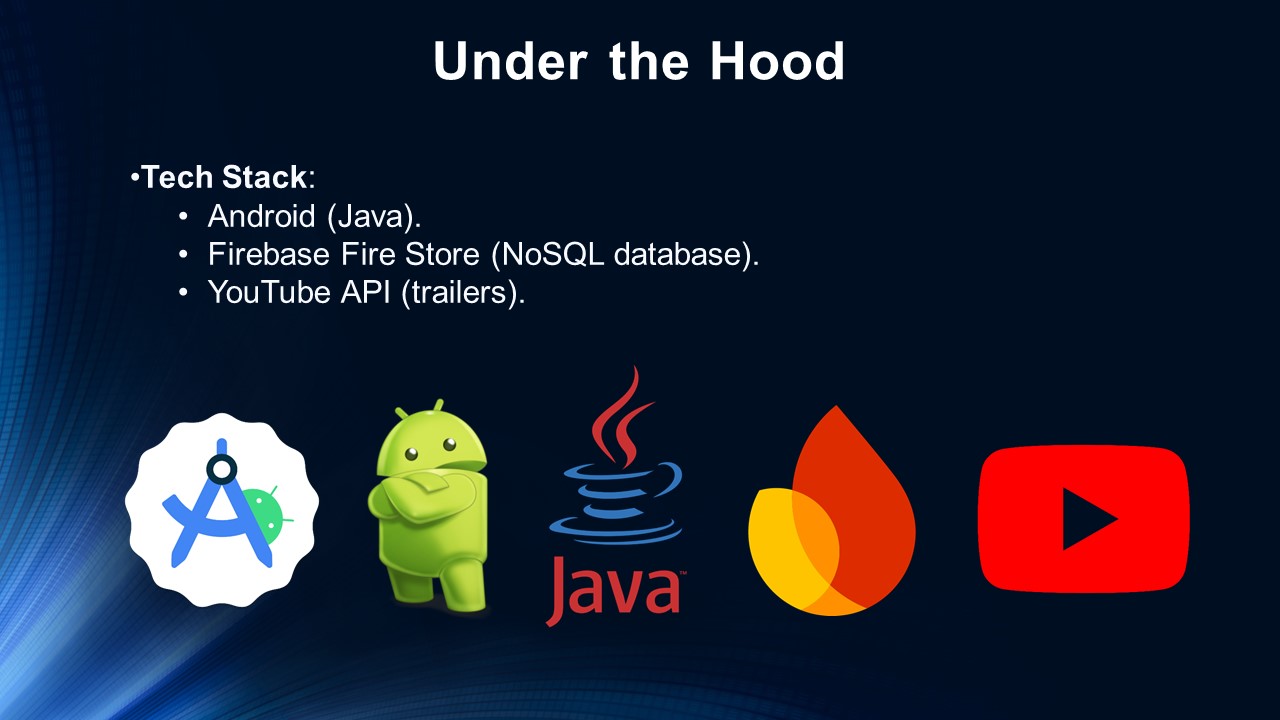 Under the Hood
•Tech Stack:
• Android (Java).
• Firebase Fire Store (NoSQL database).
• YouTube API (trailers).
Java™